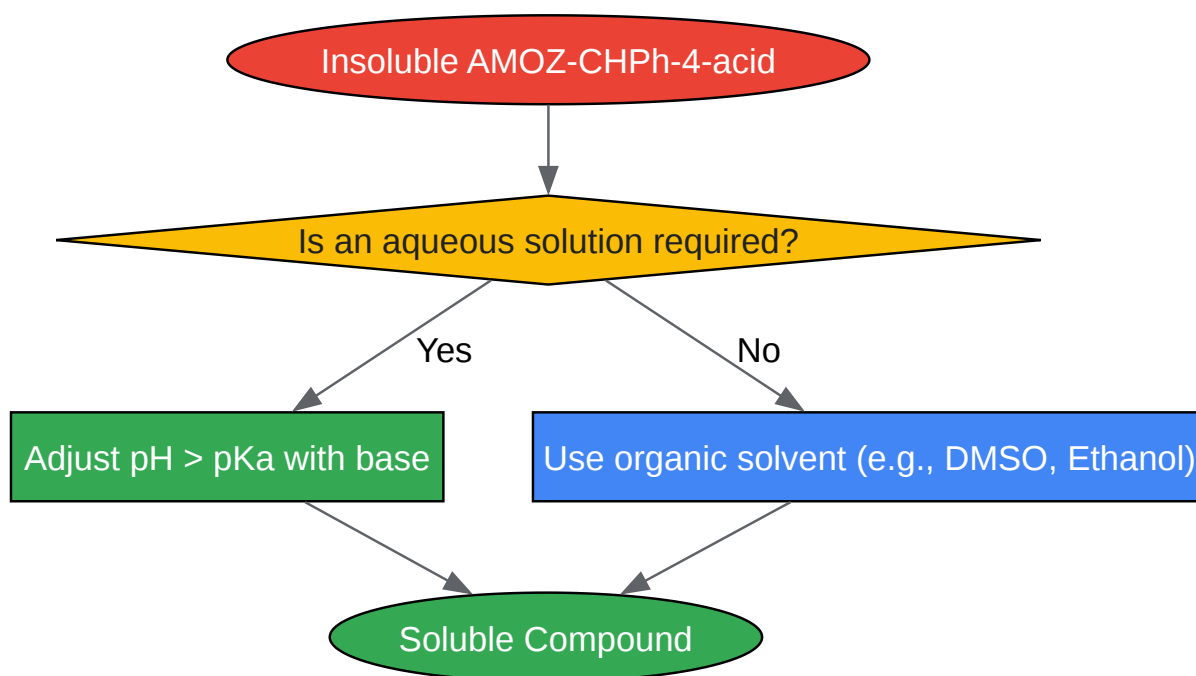 Insoluble AMOZ-CHPh-4-acid
Is an aqueous solution required?
Yes
No
Adjust pH > pKa with base
Use organic solvent (e.g., DMSO, Ethanol)
Soluble Compound